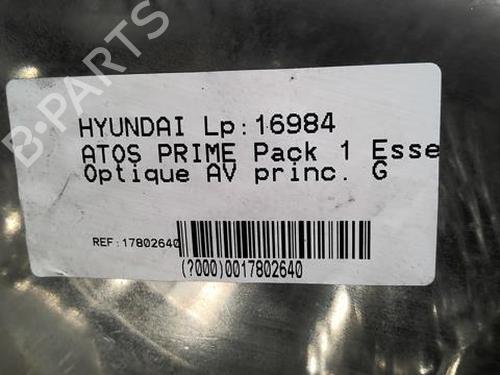 B-PARTS
HYUNDAI Lp:16984
ATOS PRIME Pack 1 Esse
Optique AV princ. G
REF:17802640
(?000)0017802640